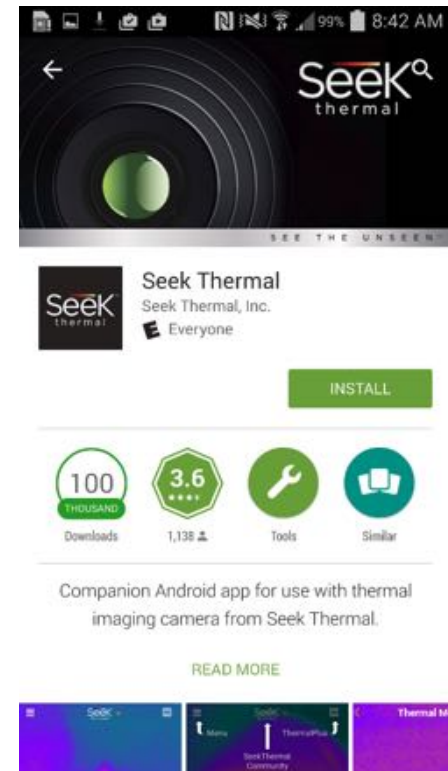 99% 8:42 AM
Seek
thermal
SEE THE UNSEEN
Seek
thermal
Seek Thermal
Seek Thermal, Inc.
E Everyone
INSTALL
100
THOUSAND
3.6
Downloads
1,138
Tools
Similar
Companion Android app for use with thermal
imaging camera from Seek Thermal.
READ MORE
Seek
Seek
Thermal M
Menu
ThermalPlus
SeekThermal
Community